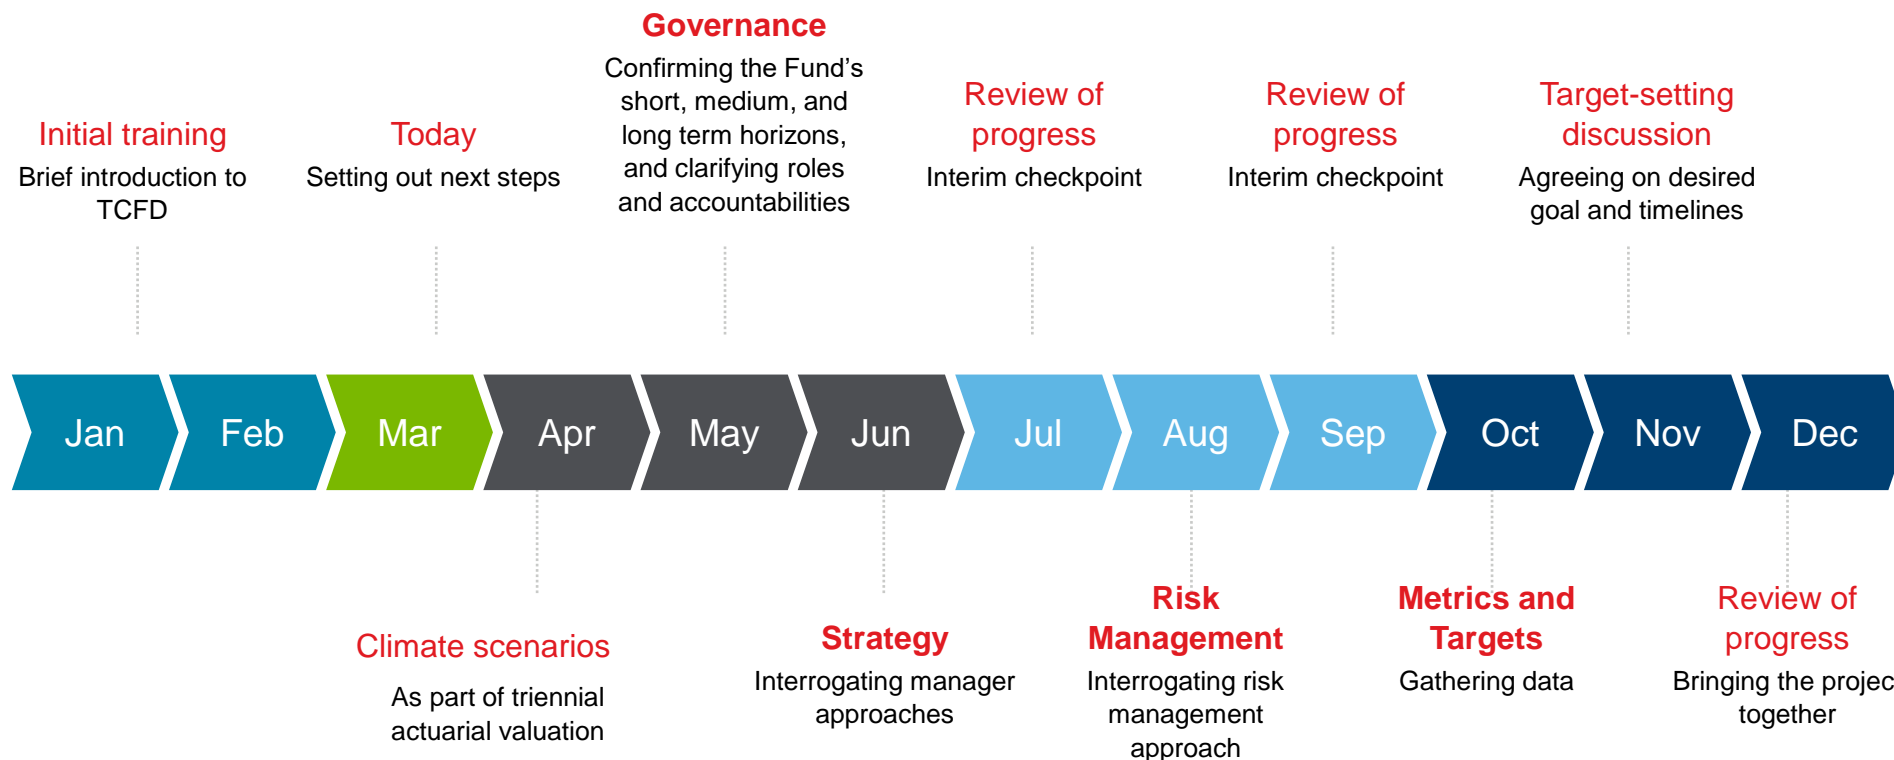 Initial training
Brief introduction to
TCFD
Today
Setting out next steps
Governance
Confirming the Fund’s
short, medium, and
long term horizons,
and clarifying roles
and accountabilities
Review of
progress
Interim checkpoint
Review of
progress
Interim checkpoint
Target-setting
discussion
Agreeing on desired
goal and timelines
Jan
Feb
Mar
Apr
May
Jun
Jul
Aug
Sep
Oct
Nov
Dec
Climate scenarios
As part of triennial
actuarial valuation
Strategy
Interrogating manager
approaches
Risk
Management
Interrogating risk
management
approach
Metrics and
Targets
Gathering data
Review of
progress
Bringing the projec
together